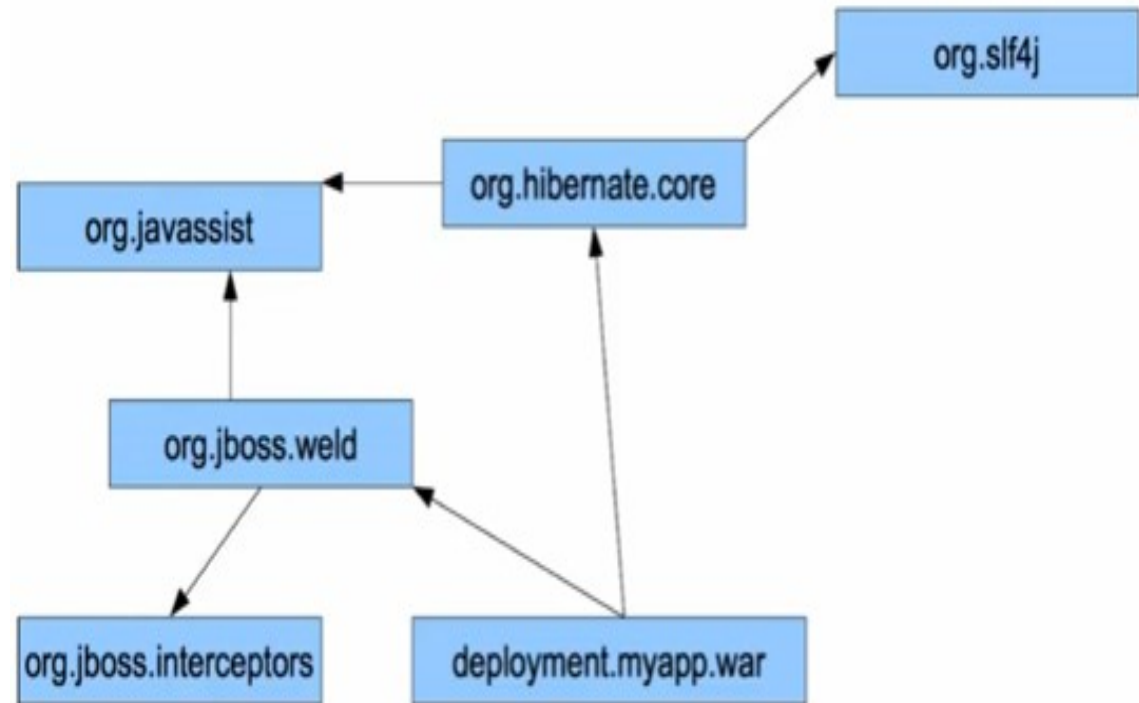 org.slf4j
org.hibernate.core
org.javassist
org.jboss.weld
org.jboss.interceptors
deployment.myapp.war